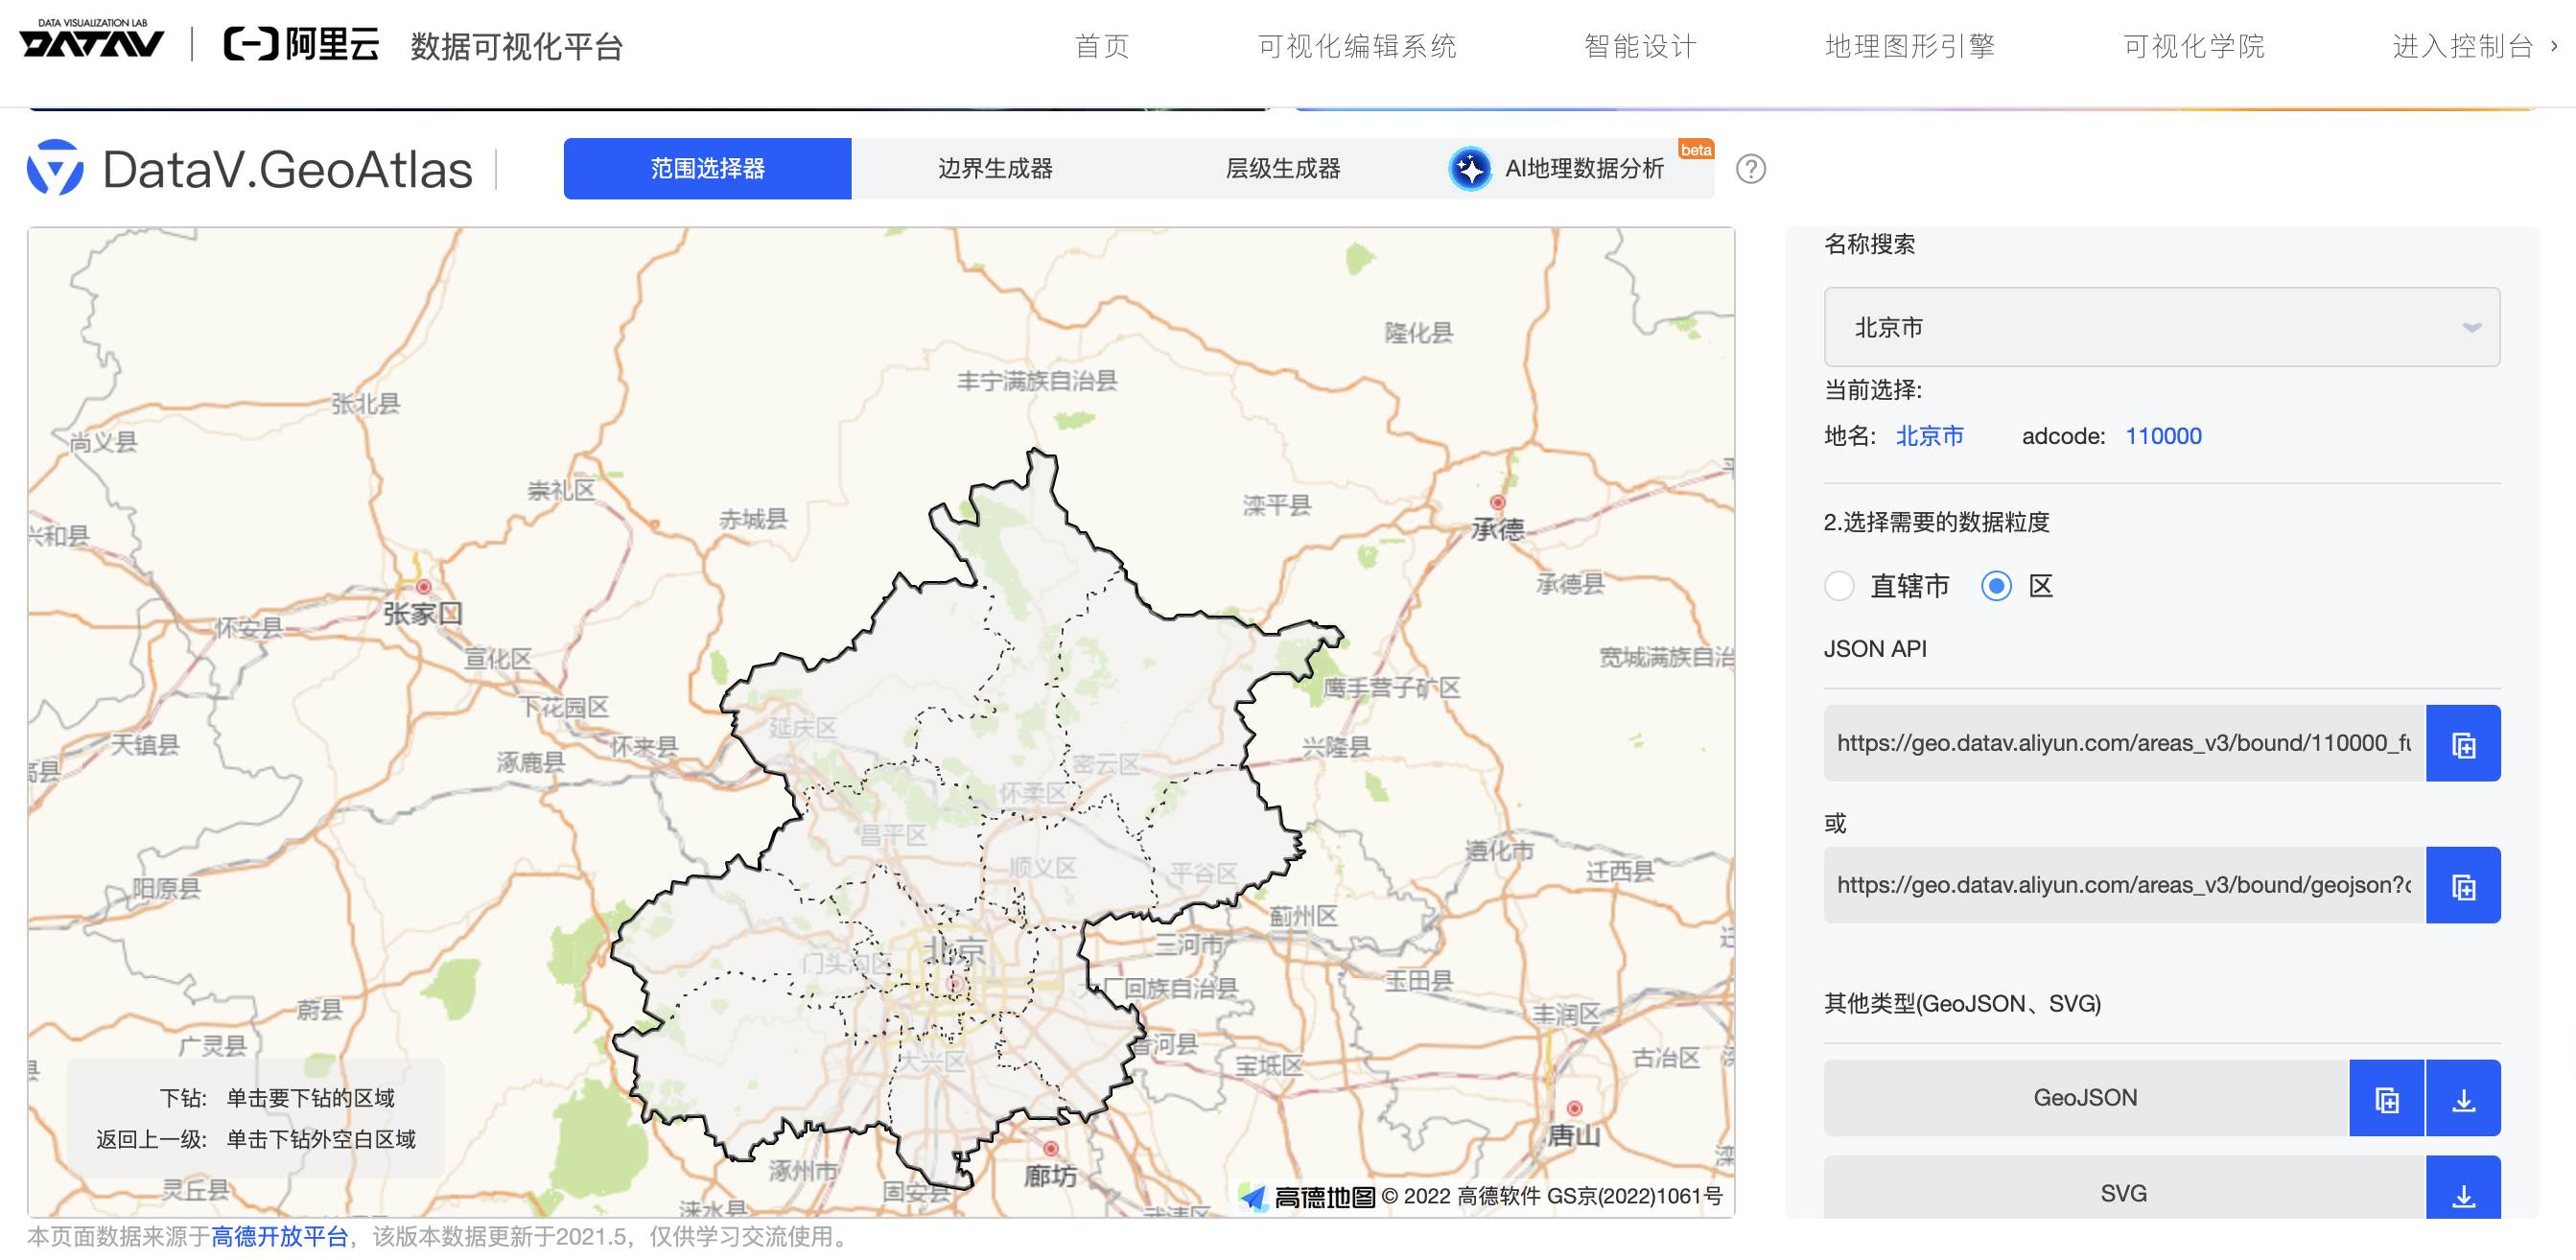 DATA VISUALIZATION LAB
DATAV
阿里云
数据可视化平台
首页
可视化编辑系统
智能设计
地理图形引擎
可视化学院
进入控制台
DataV.GeoAtlas
范围选择器
边界生成器
层级生成器
AI地理数据分析
beta
?
隆化县
丰宁满族自治县
张北县
尚义县
崇礼区
赤城县
滦平县
承德
兴和县
承德县
张家口
怀安县
宣化区
宽城满族自治
鹰手营子矿区
下花园区
延庆区
天镇县
怀来县
兴隆县
涿鹿县
密云区
怀柔区
昌平区
遵化市
顺义区
平谷区
迁西县
阳原县
蓟州区
北京
三河市
门头沟区
玉田县
大厂回族自治县
蔚县
丰润区
广灵县
香河县
大兴区
宝坻区
古冶区
下钻: 单击要下钻的区域
返回上一级: 单击下钻外空白区域
唐山
涿州市
廊坊
灵丘县
固安县
涞水县
武清区
高德地图 © 2022 高德软件 GS京(2022)1061号
本页面数据来源于高德开放平台，该版本数据更新于2021.5，仅供学习交流使用。
名称搜索
北京市
当前选择:
地名: 北京市 adcode: 110000
2.选择需要的数据粒度
直辖市 区
JSON API
https://geo.datav.aliyun.com/areas_v3/bound/110000_fu
或
https://geo.datav.aliyun.com/areas_v3/bound/geojson?c
其他类型(GeoJSON、SVG)
GeoJSON
SVG